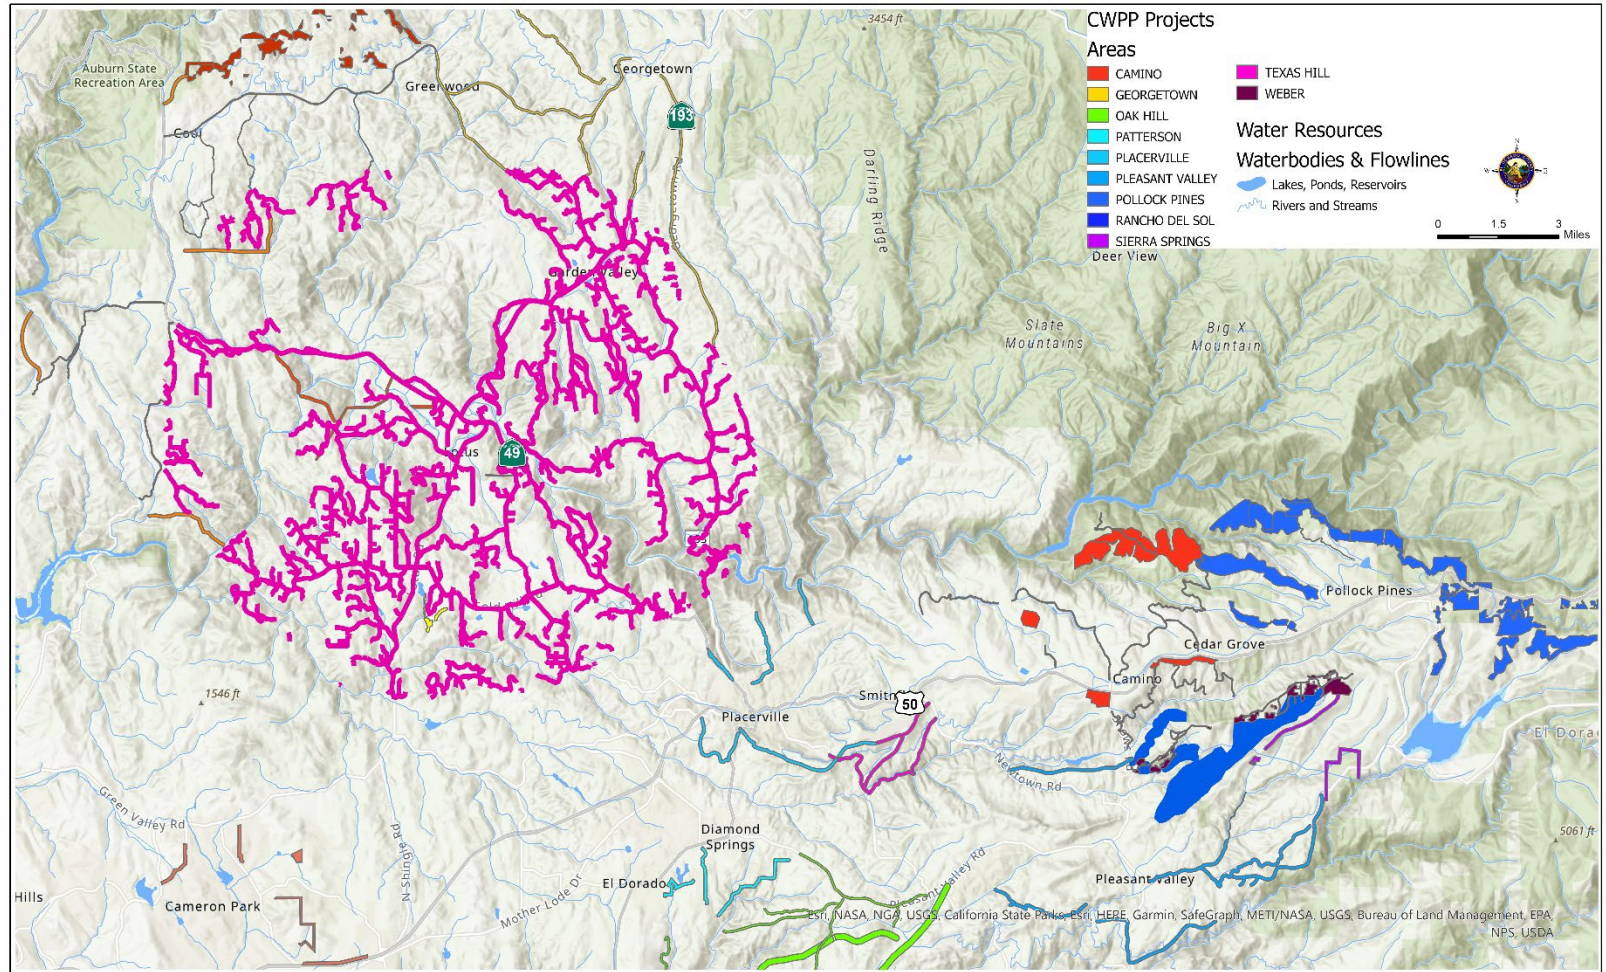 CWPP Projects
Areas
CAMINO
GEORGETOWN
OAK HILL
PATTERSON
PLACERVILLE
PLEASANT VALLEY
POLLOCK PINES
RANCHO DEL SOL
SIERRA SPRINGS
TEXAS HILL
WEBER
Water Resources
Waterbodies & Flowlines
Lakes, Ponds, Reservoirs
Rivers and Streams
N
W
S
0 1.5 3
Miles
3454 ft
Auburn State
Recreation Area
Greenwood
Georgetown
193
Cool
Georgetown Rd
Darling Ridge
Deer View
Garden Valley
Slate
Mountains
Big X
Mountain
Lotus
49
Pollock Pines
Cedar Grove
Camino
1546 ft
Smithfl
50
Placerville
El Dorad
Newtown Rd
Green Valley Rd
N Shingle Rd
Diamond
Springs
5061 ft
El Dorado
Pleasant Valley Rd
Pleasant Valley
Hills
Cameron Park
Mother Lode Dr
Esri, NASA, NGA, USGS, California State Parks, Esri, HERE, Garmin, SafeGraph, METI/NASA, USGS, Bureau of Land Management, EPA,
NPS, USDA